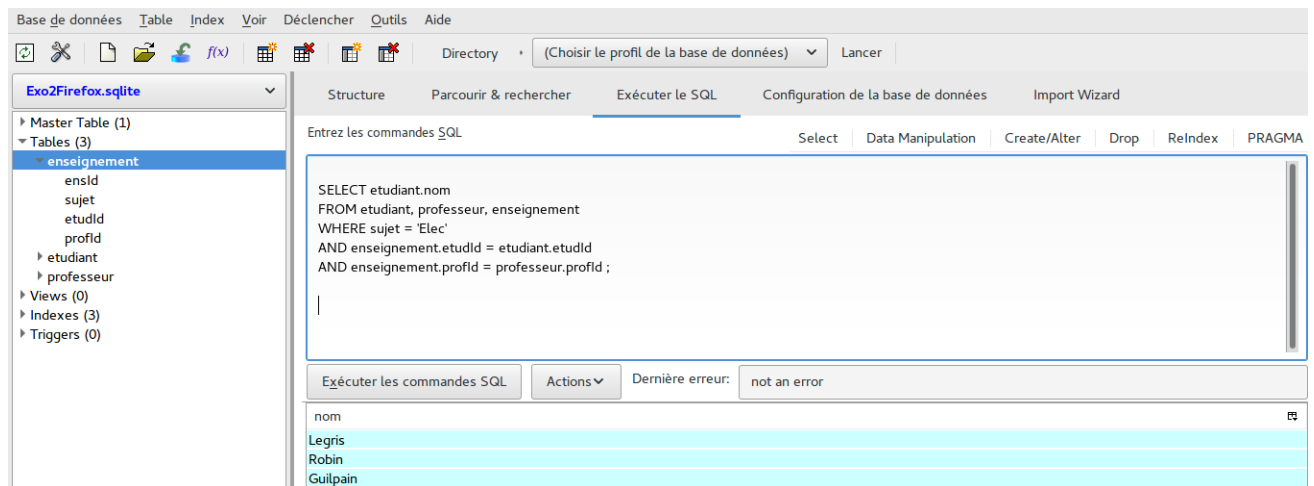 Base de données Table Index Voir Déclencher Outils Aide
f(x) Directory (Choisir le profil de la base de données) Lancer
Exo2Firefox.sqlite
Master Table (1)
Tables (3)
enseignement
ensId
sujet
etudId
profId
etudiant
professeur
Views (0)
Indexes (3)
Triggers (0)
Structure Parcourir & rechercher Exécuter le SQL Configuration de la base de données Import Wizard
Entrez les commandes SQL
Select Data Manipulation Create/Alter Drop ReIndex PRAGMA
SELECT etudiant.nom
FROM etudiant, professeur, enseignement
WHERE sujet = 'Elec'
AND enseignement.etudId = etudiant.etudId
AND enseignement.profId = professeur.profId ;
Exécuter les commandes SQL Actions Dernière erreur: not an error
nom
Legris
Robin
Guilpain